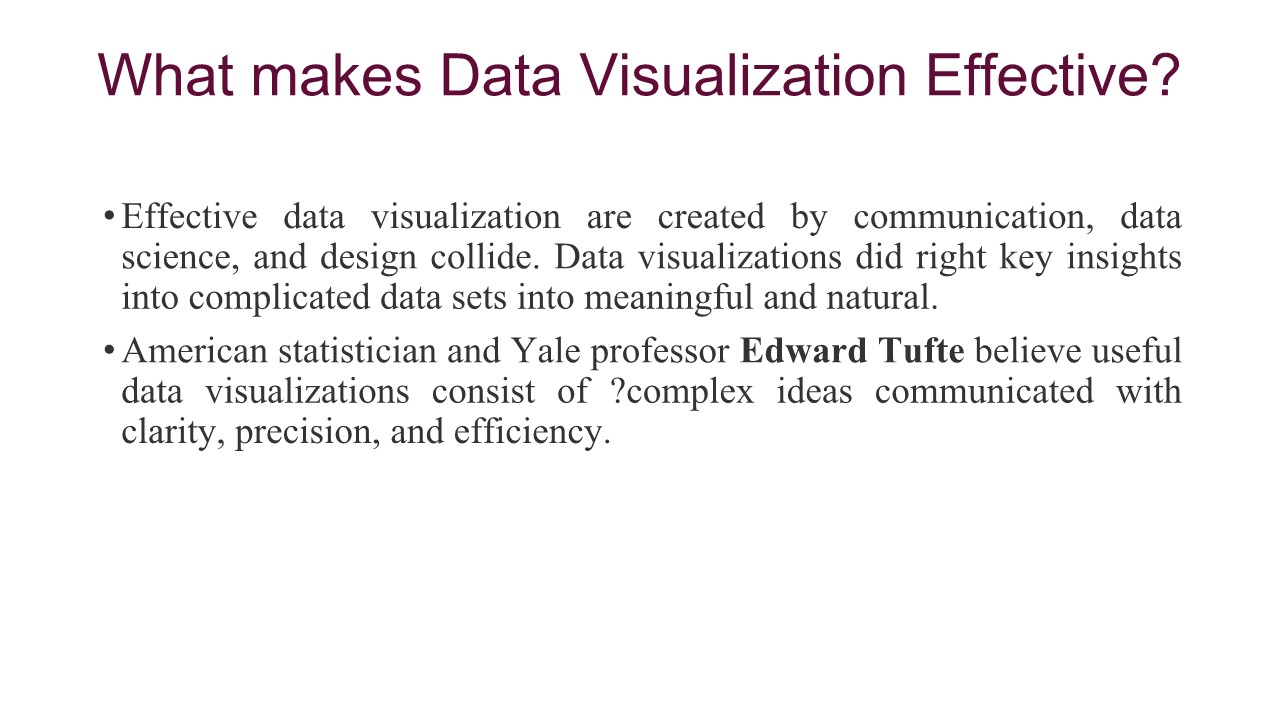 What makes Data Visualization Effective?
• Effective data visualization are created by communication, data
science, and design collide. Data visualizations did right key insights
into complicated data sets into meaningful and natural.
• American statistician and Yale professor Edward Tufte believe useful
data visualizations consist of ?complex ideas communicated with
clarity, precision, and efficiency.